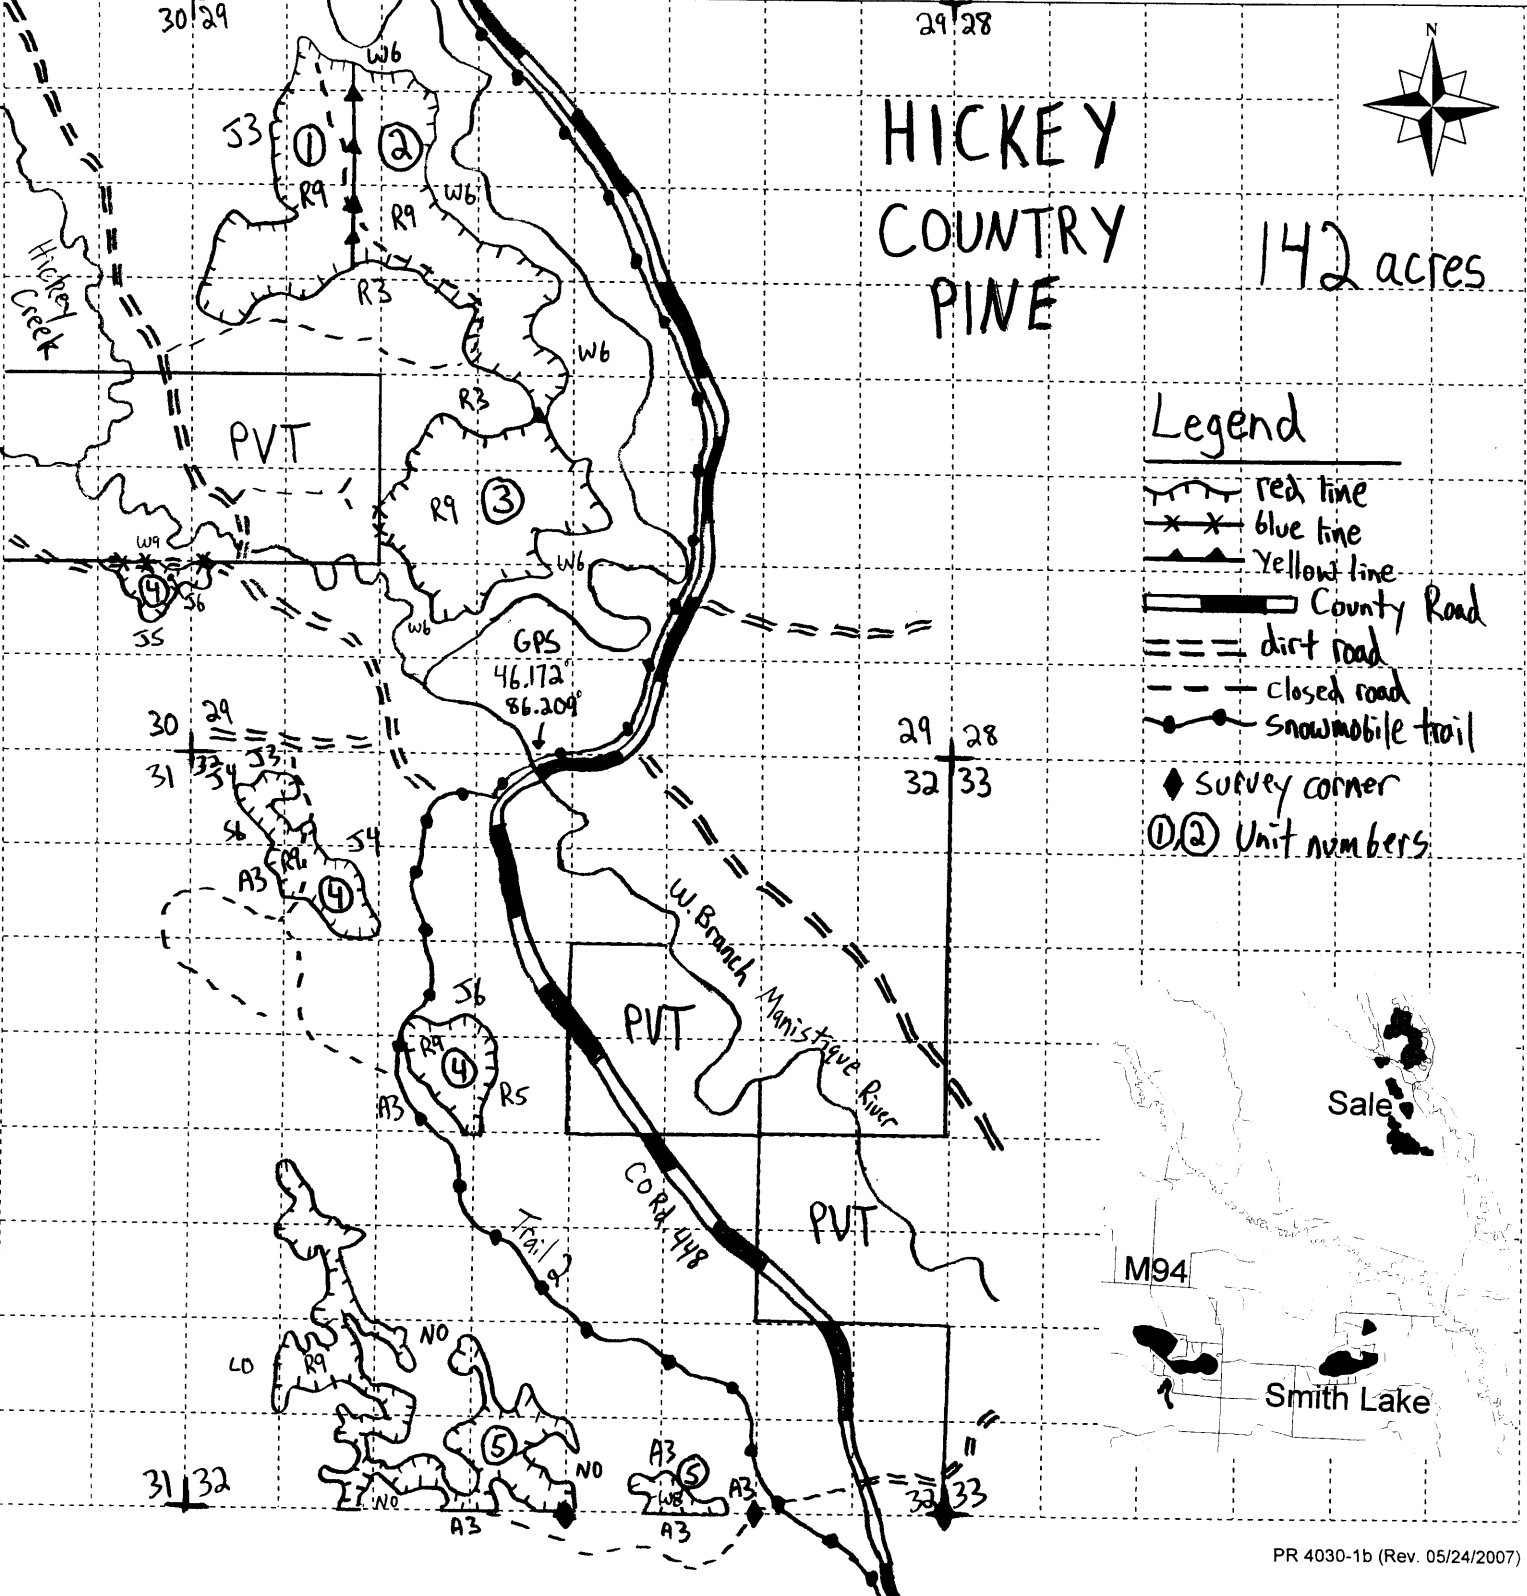 30 29
29 28
N
HICKEY
COUNTRY
PINE
142 acres
W6
J3
1
2
R9
R9
W6
R3
Hickey
Creek
W6
R3
PVT
R9
3
W9
W6
4
J6
J5
W6
GPS
46.172°
86.209°
Legend
red line
blue line
Yellow line
County Road
dirt road
closed road
Snowmobile trail
Survey corner
1,2 Unit numbers
30 29
31 32
29 28
32 33
J3
J4
J4
R9
A3
4
W. Branch Manistique River
PVT
J6
R9
4
R5
A3
Co Rd. 448
PVT
Trail 2
Sale
M94
Smith Lake
NO
LO
R9
5
NO
A3
5
W8
A3
A3
NO
A3
31 32
32 33
PR 4030-1b (Rev. 05/24/2007)